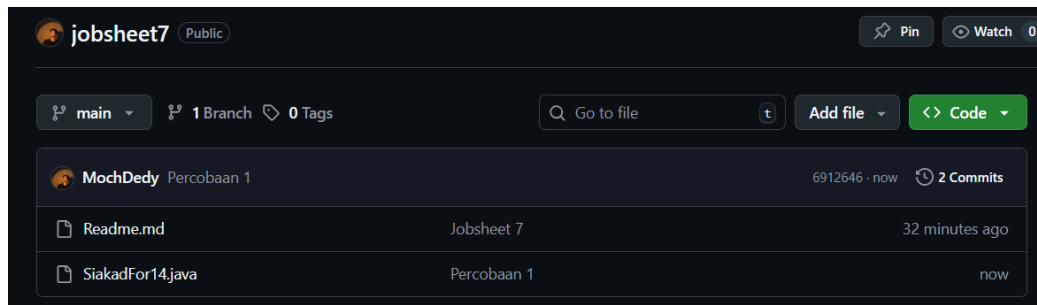 jobsheet7 Public Pin Watch 0
main 1 Branch 0 Tags Go to file t Add file <> Code
MochDedy Percobaan 1 6912646 · now 2 Commits
Readme.md Jobsheet 7 32 minutes ago
SiakadFor14.java Percobaan 1 now